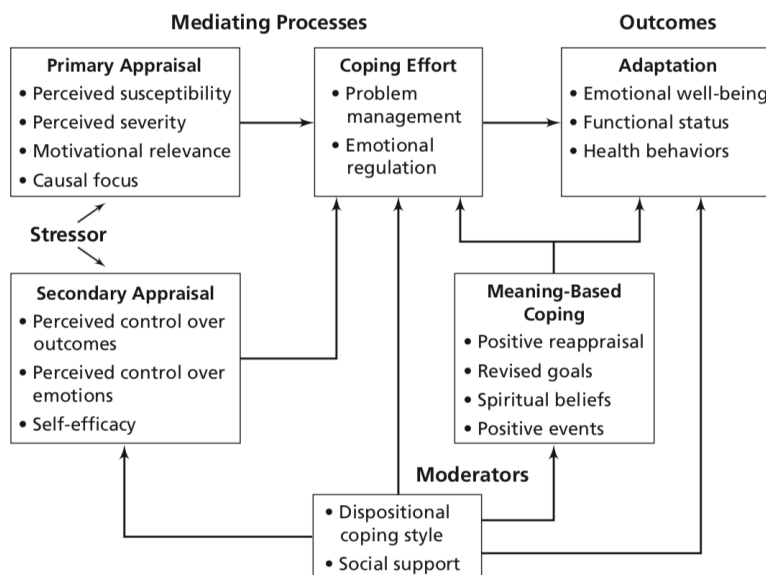 Mediating Processes
Outcomes
Primary Appraisal
• Perceived susceptibility
• Perceived severity
• Motivational relevance
• Causal focus
Coping Effort
• Problem
management
• Emotional
regulation
Adaptation
• Emotional well-being
• Functional status
• Health behaviors
Stressor
Secondary Appraisal
• Perceived control over
outcomes
• Perceived control over
emotions
• Self-efficacy
Meaning-Based
Coping
• Positive reappraisal
• Revised goals
• Spiritual beliefs
• Positive events
Moderators
• Dispositional
coping style
• Social support